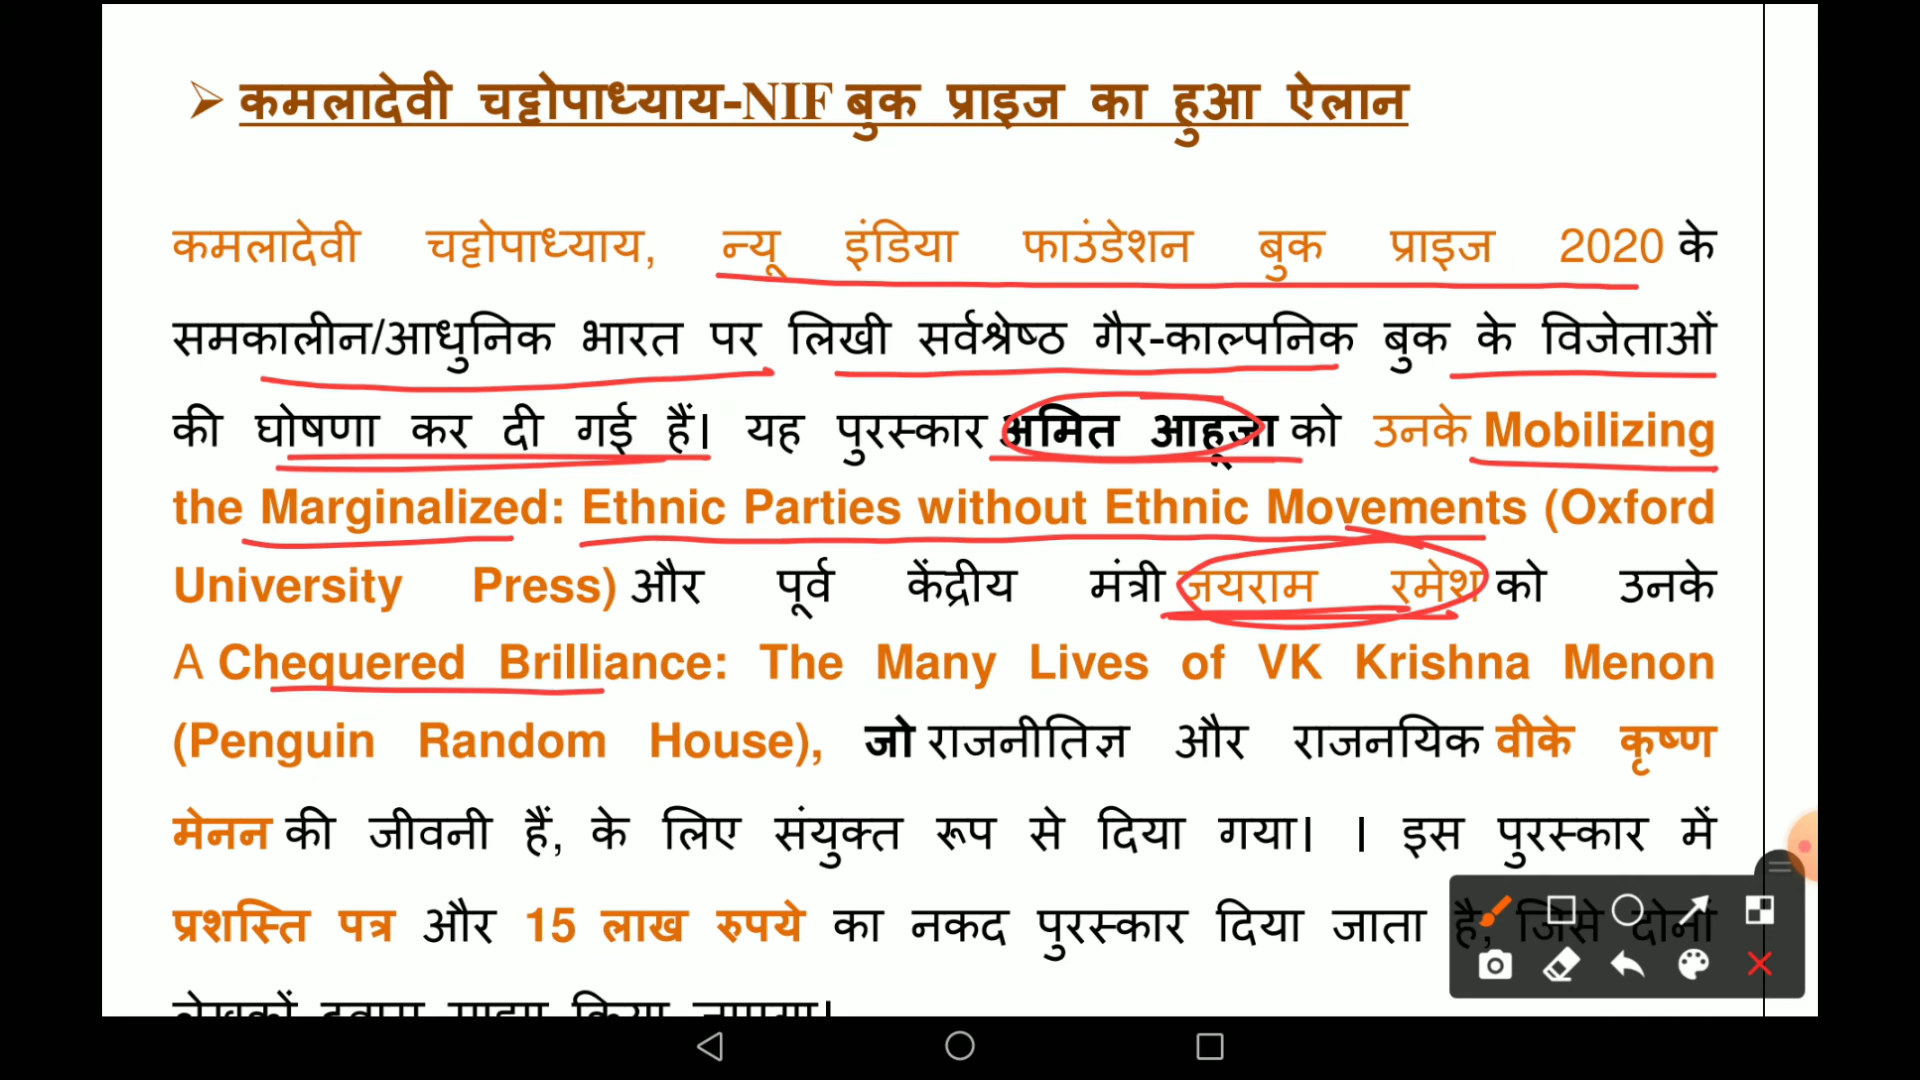 ➢ कमलादेवी चट्टोपाध्याय-NIF बुक प्राइज का हुआ ऐलान
कमलादेवी चट्टोपाध्याय, न्यू इंडिया फाउंडेशन बुक प्राइज 2020 के
समकालीन/आधुनिक भारत पर लिखी सर्वश्रेष्ठ गैर-काल्पनिक बुक के विजेताओं
की घोषणा कर दी गई हैं। यह पुरस्कार अमित आहूजा को उनके Mobilizing
the Marginalized: Ethnic Parties without Ethnic Movements (Oxford
University Press) और पूर्व केंद्रीय मंत्री जयराम रमेश को उनके
A Chequered Brilliance: The Many Lives of VK Krishna Menon
(Penguin Random House), जो राजनीतिज्ञ और राजनयिक वीके कृष्ण
मेनन की जीवनी हैं, के लिए संयुक्त रूप से दिया गया। । इस पुरस्कार में
प्रशस्ति पत्र और 15 लाख रुपये का नकद पुरस्कार दिया जाता है, जिसे दोनों